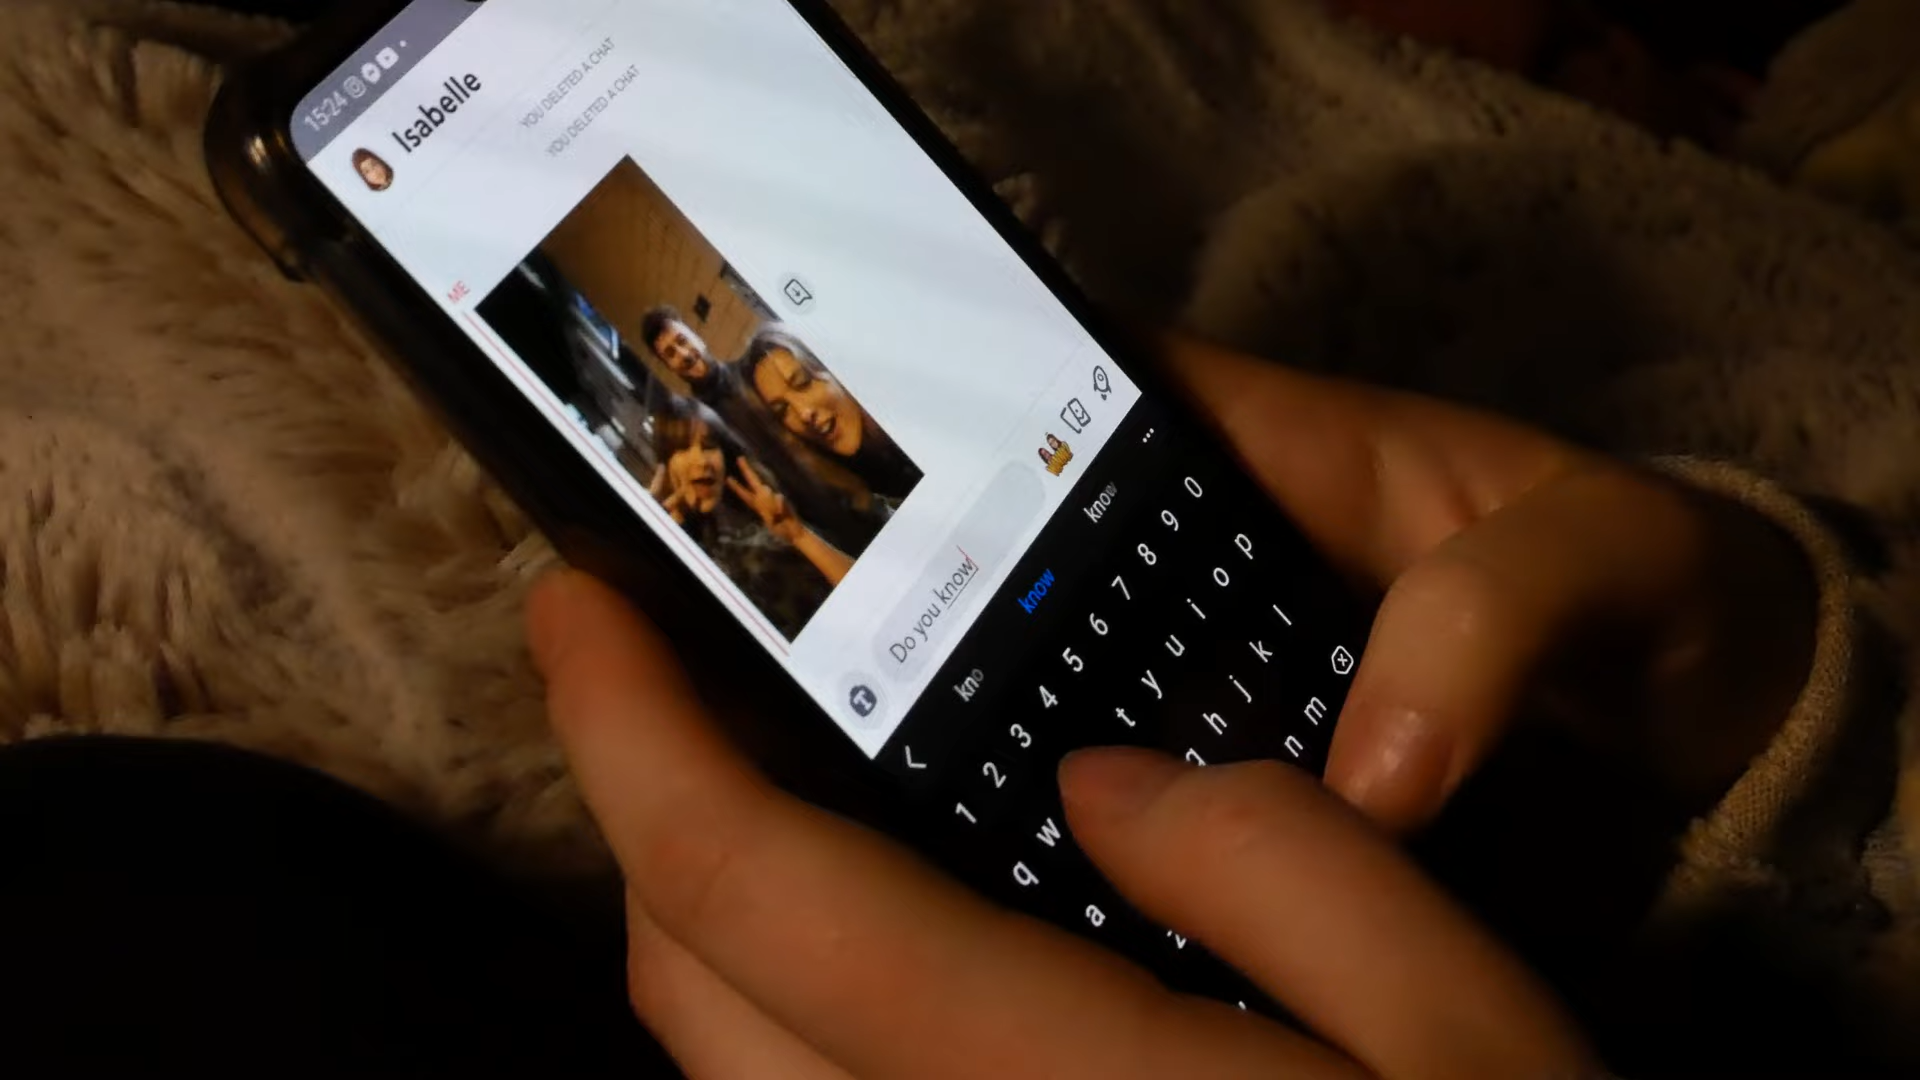 15:24
Isabelle
YOU DELETED A CHAT
YOU DELETED A CHAT
ME
Do you know
kno know know
1 2 3 4 5 6 7 8 9 0
q w t y u i o p
a g h j k l
z n m